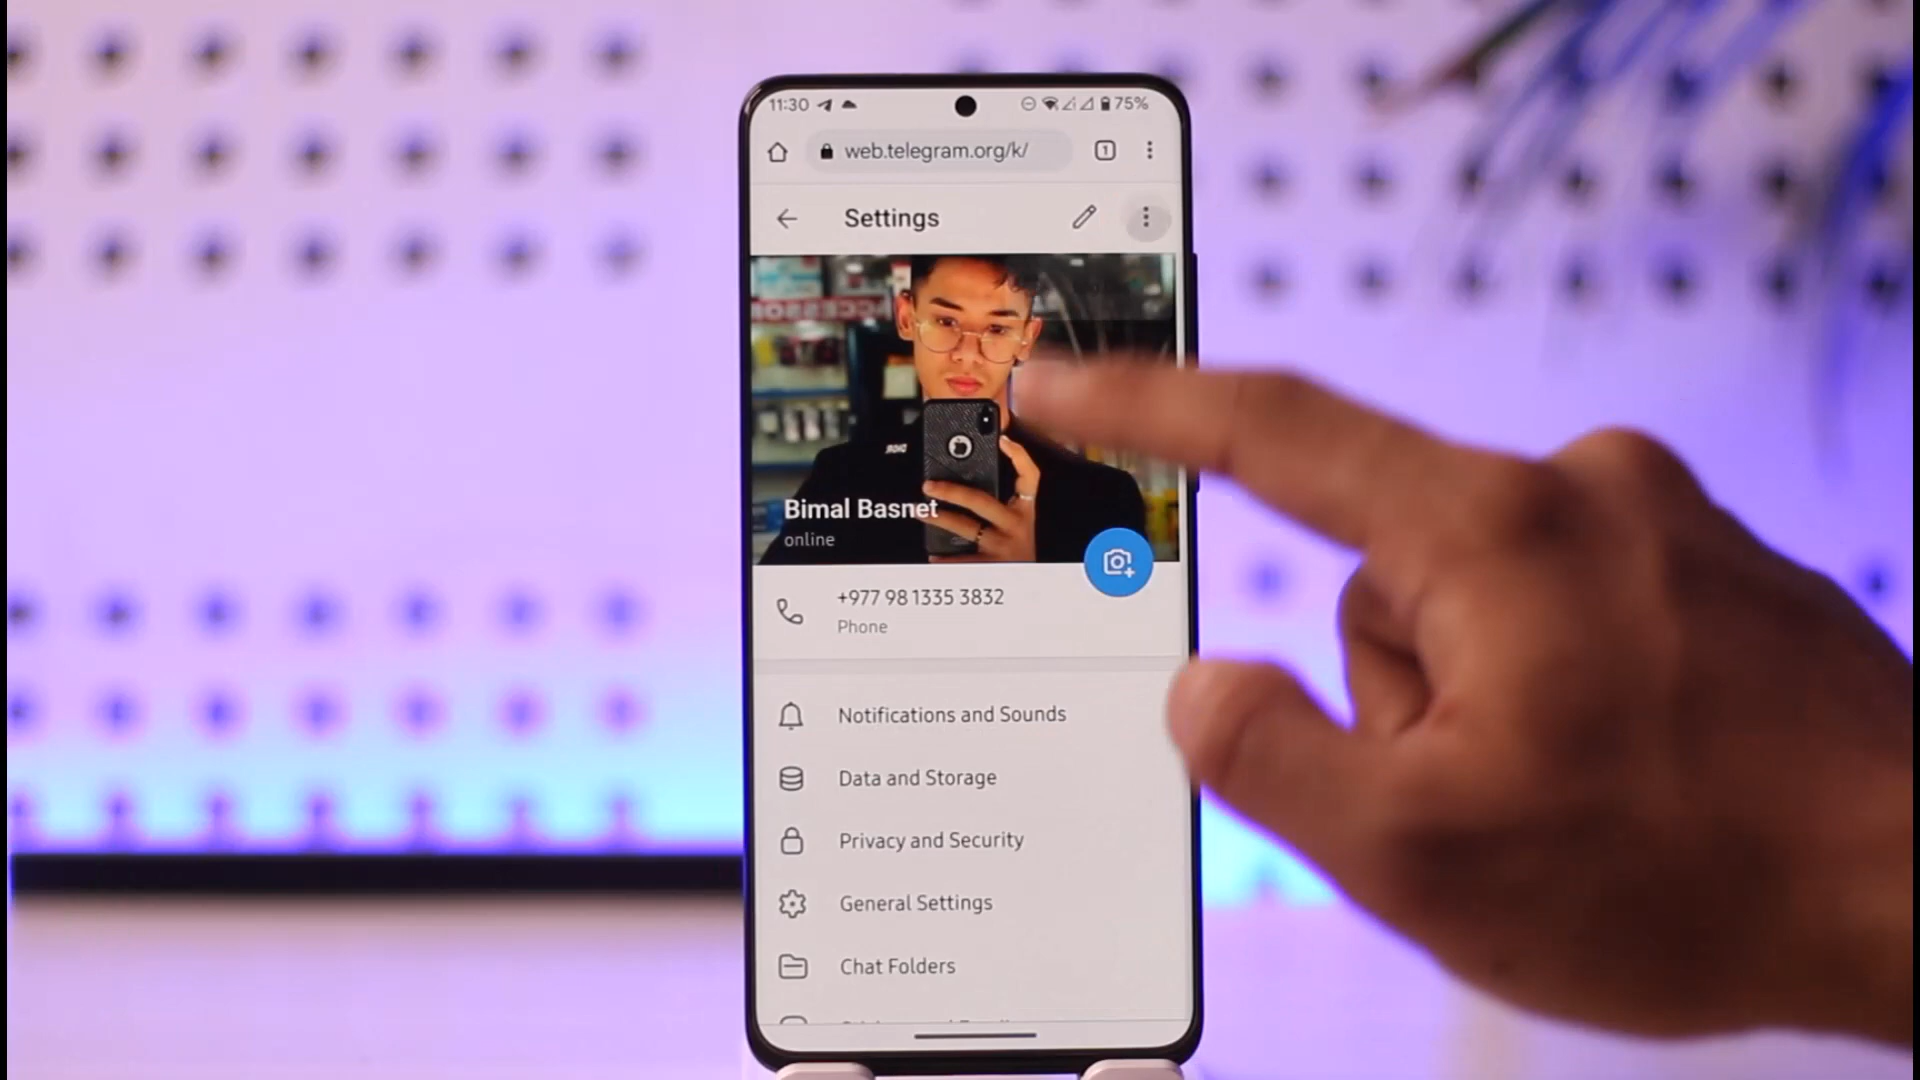 11:30
75%
web.telegram.org/k/
1
Settings
Bimal Basnet
online
+977 98 1335 3832
Phone
Notifications and Sounds
Data and Storage
Privacy and Security
General Settings
Chat Folders